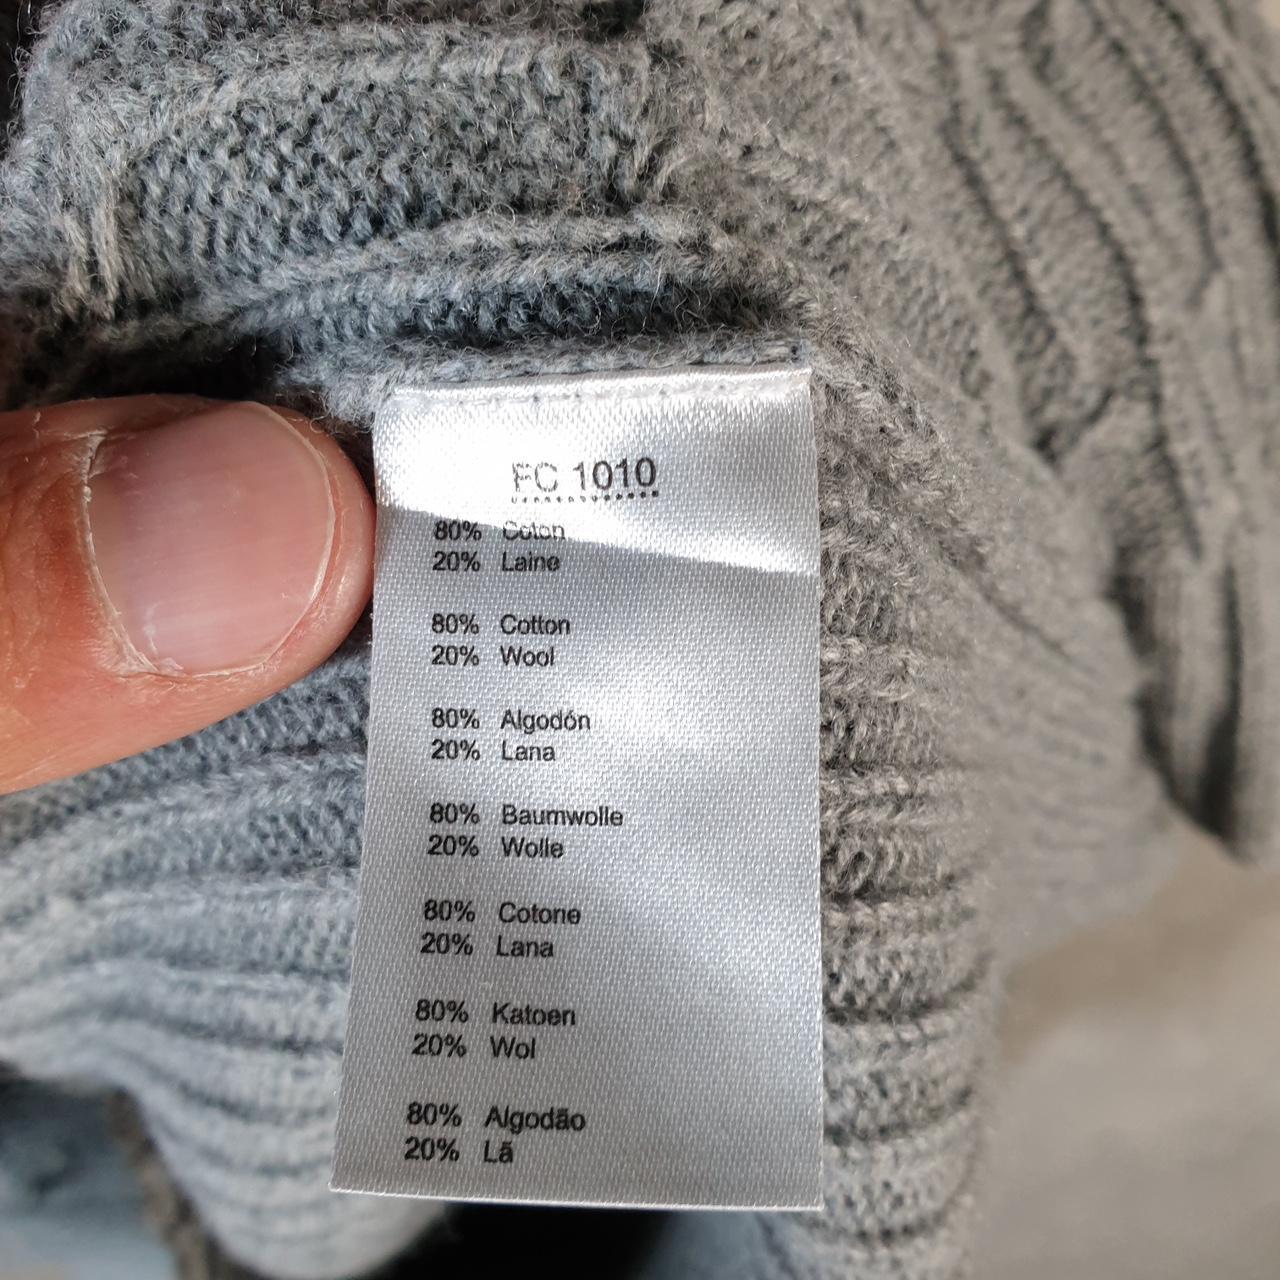 FC 1010
80% Coton
20% Laine
80% Cotton
20% Wool
80% Algodón
20% Lana
80% Baumwolle
20% Wolle
80% Cotone
20% Lana
80% Katoen
20% Wol
80% Algodão
20% Lã